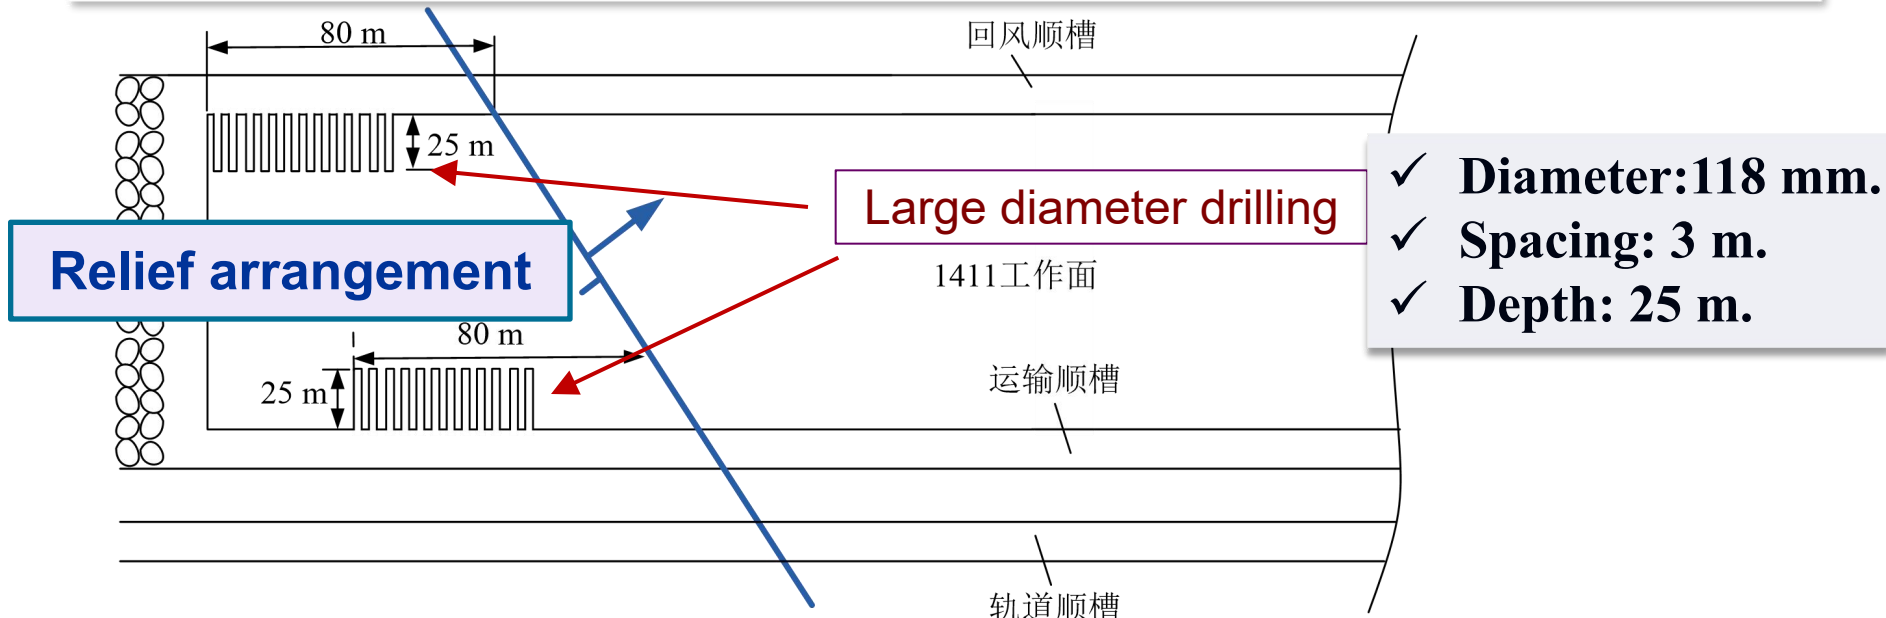 80 m
回风顺槽
25 m
Large diameter drilling
✓ Diameter:118 mm.
✓ Spacing: 3 m.
✓ Depth: 25 m.
Relief arrangement
1411工作面
80 m
25 m
运输顺槽
轨道顺槽